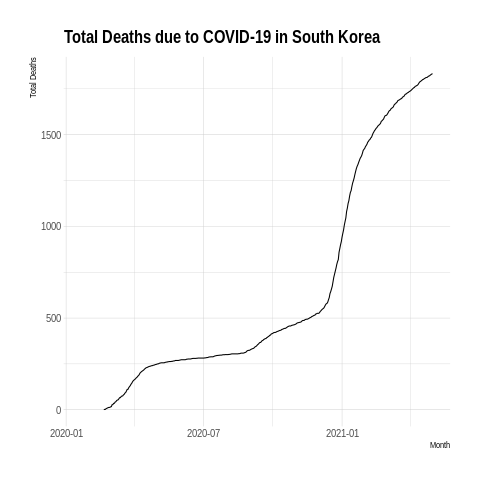 Total Deaths due to COVID-19 in South Korea
Total Deaths
1500
1000
500
0
2020-01
2020-07
2021-01
Month